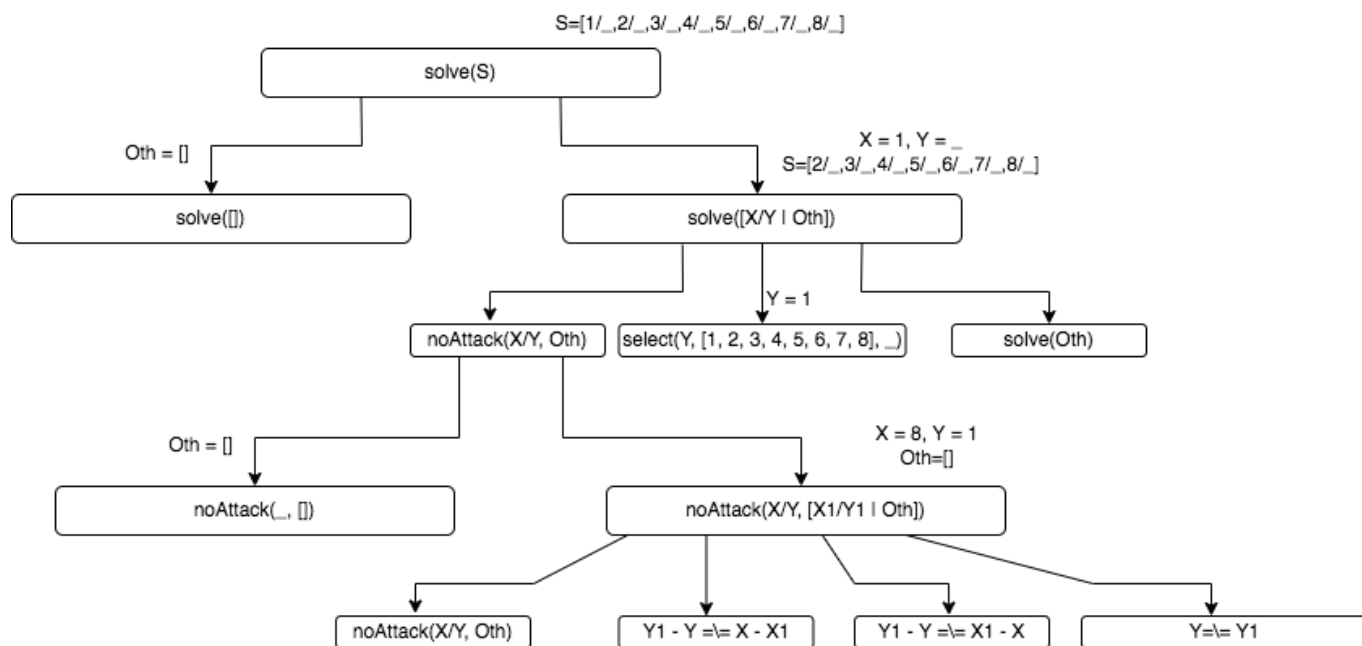 S=[1/_,2/_,3/_,4/_,5/_,6/_,7/_,8/_]
solve(S)
Oth = []
X = 1, Y = _
S=[2/_,3/_,4/_,5/_,6/_,7/_,8/_]
solve([])
solve([X/Y | Oth])
Y = 1
noAttack(X/Y, Oth)
select(Y, [1, 2, 3, 4, 5, 6, 7, 8], _)
solve(Oth)
Oth = []
X = 8, Y = 1
Oth=[]
noAttack(_, [])
noAttack(X/Y, [X1/Y1 | Oth])
noAttack(X/Y, Oth)
Y1 - Y =\= X - X1
Y1 - Y =\= X1 - X
Y=\= Y1